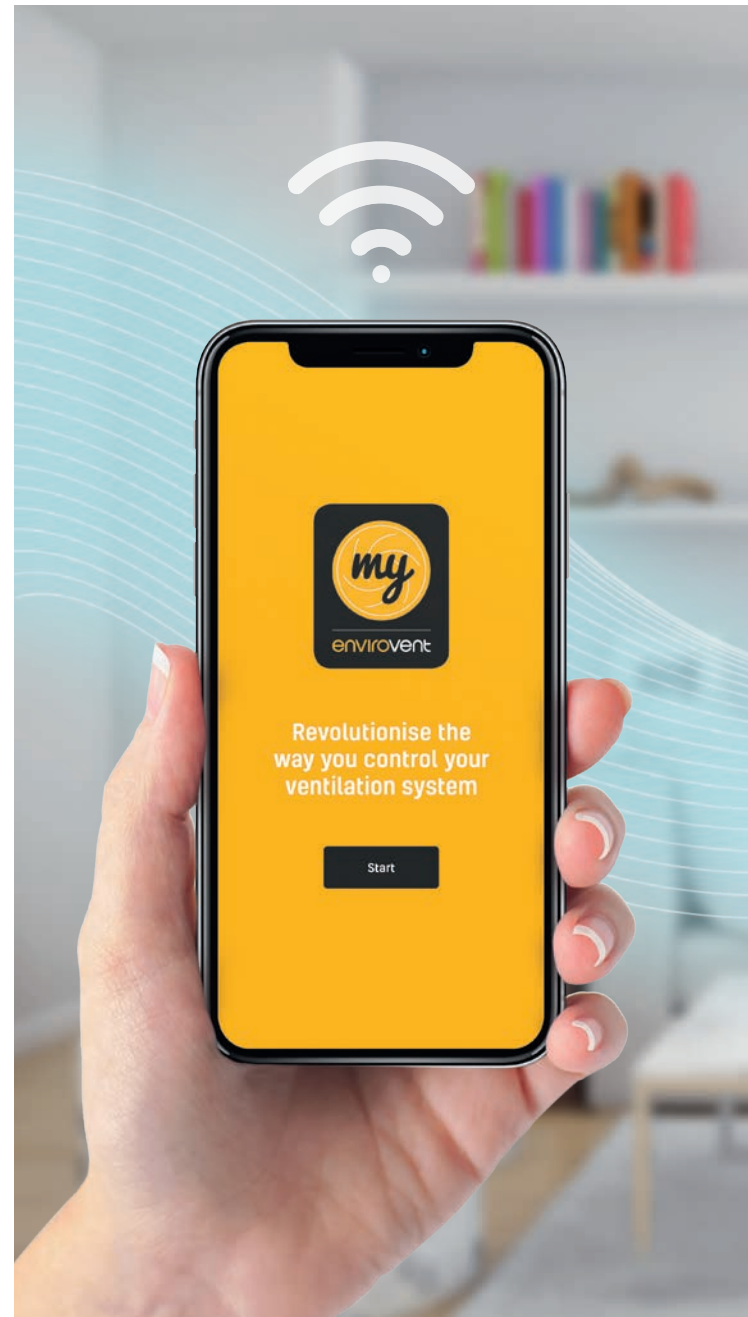 my
envirovent
Revolutionise the
way you control your
ventilation system
Start